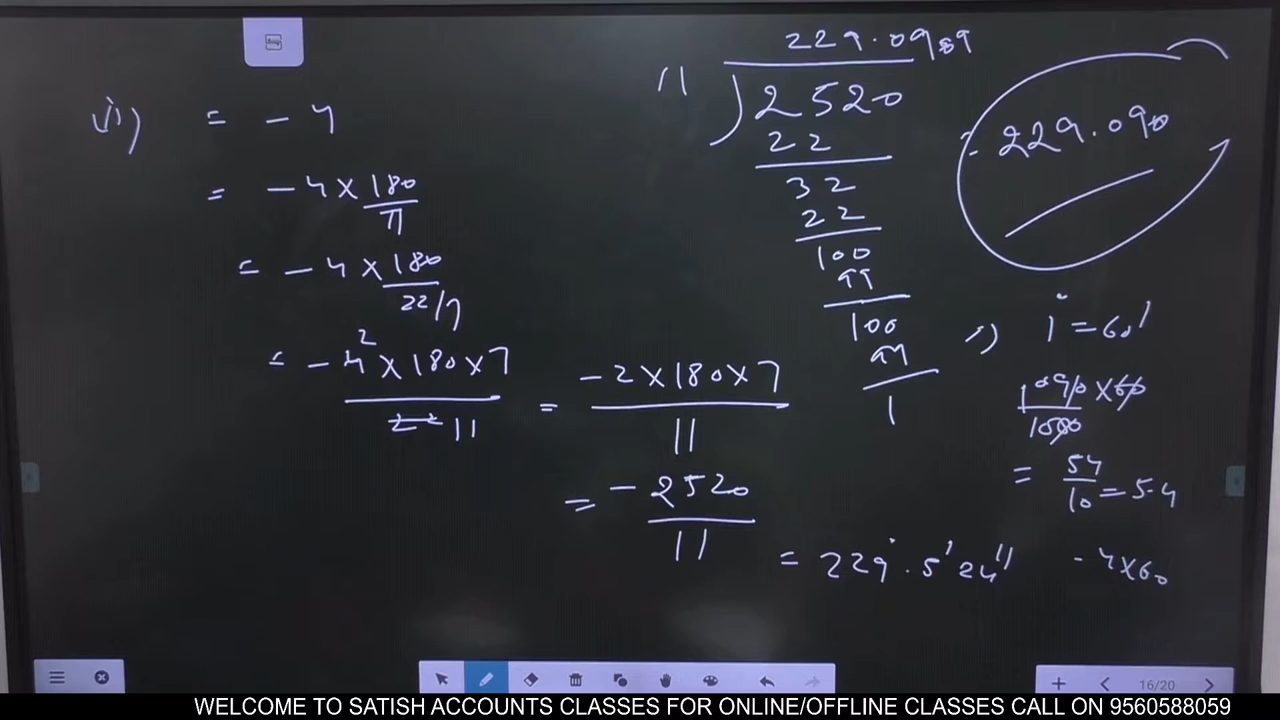 ii) = - 4
= - 4 × 180/π
= - 4 × 180/22/7
= - 4² × 180 × 7 / 22 11 = - 2 × 180 × 7 / 11
= - 2520 / 11
= 229° . 5' 24''
229.0909
11 ) 2520
22
32
22
100
99
100
99
1
229.090
1° = 60'
090 × 60
= 54/10 = 5.4
.4×60
16/20
WELCOME TO SATISH ACCOUNTS CLASSES FOR ONLINE/OFFLINE CLASSES CALL ON 9560588059